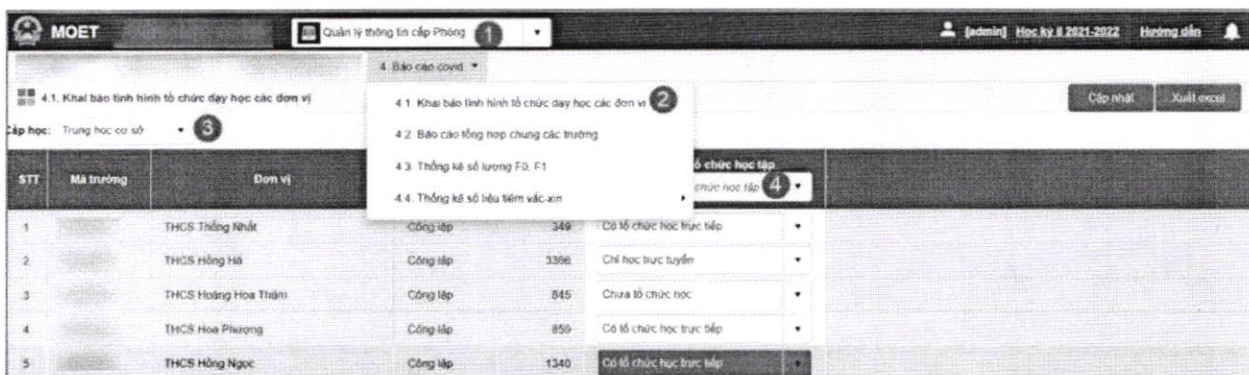 MOET
Quản lý thông tin cấp Phòng 1
[admin] Học kỳ II 2021-2022 Hướng dẫn
4. Báo cáo covid
4.1. Khai báo tình hình tổ chức dạy học các đơn vị
4.1. Khai báo tình hình tổ chức dạy học các đơn vị 2
Cập nhật Xuất excel
Cấp học: Trung học cơ sở 3
4.2. Báo cáo tổng hợp chung các trường
4.3. Thống kê số lượng F0, F1
4.4. Thống kê số liệu tiêm vắc-xin
STT Mã trường Đơn vị tổ chức học tập
chức học tập 4
1 THCS Thống Nhất Công lập 349 Có tổ chức học trực tiếp
2 THCS Hồng Hà Công lập 3306 Chỉ học trực tuyến
3 THCS Hoàng Hoa Thám Công lập 845 Chưa tổ chức học
4 THCS Hoa Phượng Công lập 859 Có tổ chức học trực tiếp
5 THCS Hồng Ngọc Công lập 1340 Có tổ chức học trực tiếp